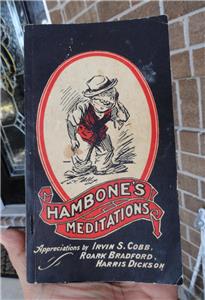 HAMBONE'S
MEDITATIONS
Appreciations by IRVIN S. COBB,
ROARK BRADFORD,
HARRIS DICKSON